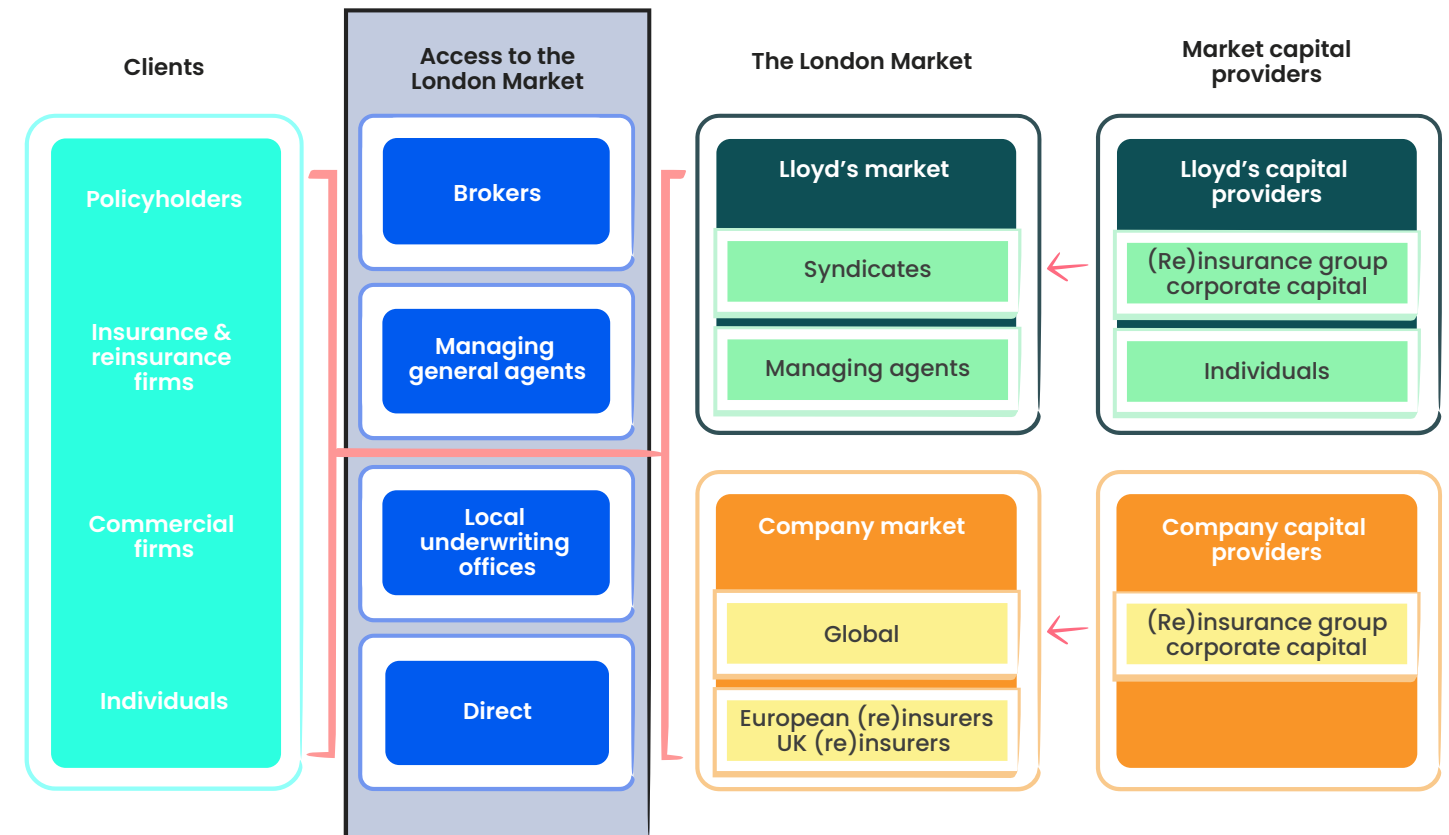 Clients
Policyholders
Insurance &
reinsurance
firms
Commercial
firms
Individuals
Access to the
London Market
Brokers
Managing
general agents
Local
underwriting
offices
Direct
The London Market
Lloyd’s market
Syndicates
Managing agents
Company market
Global
European (re)insurers
UK (re)insurers
Market capital
providers
Lloyd’s capital
providers
(Re)insurance group
corporate capital
Individuals
Company capital
providers
(Re)insurance group
corporate capital